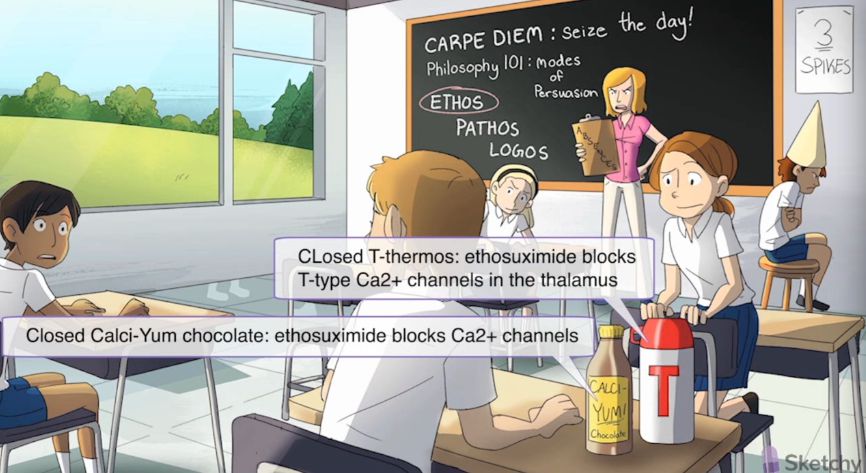 CARPE DIEM : Seize the day!
Philosophy 101 : modes
of
Persuasion
ETHOS
PATHOS
LOGOS
3
SPIKES
ABSENCES
CLosed T-thermos: ethosuximide blocks
T-type Ca2+ channels in the thalamus
Closed Calci-Yum chocolate: ethosuximide blocks Ca2+ channels
CALCI-
YUM!
Chocolate
T
Sketchy